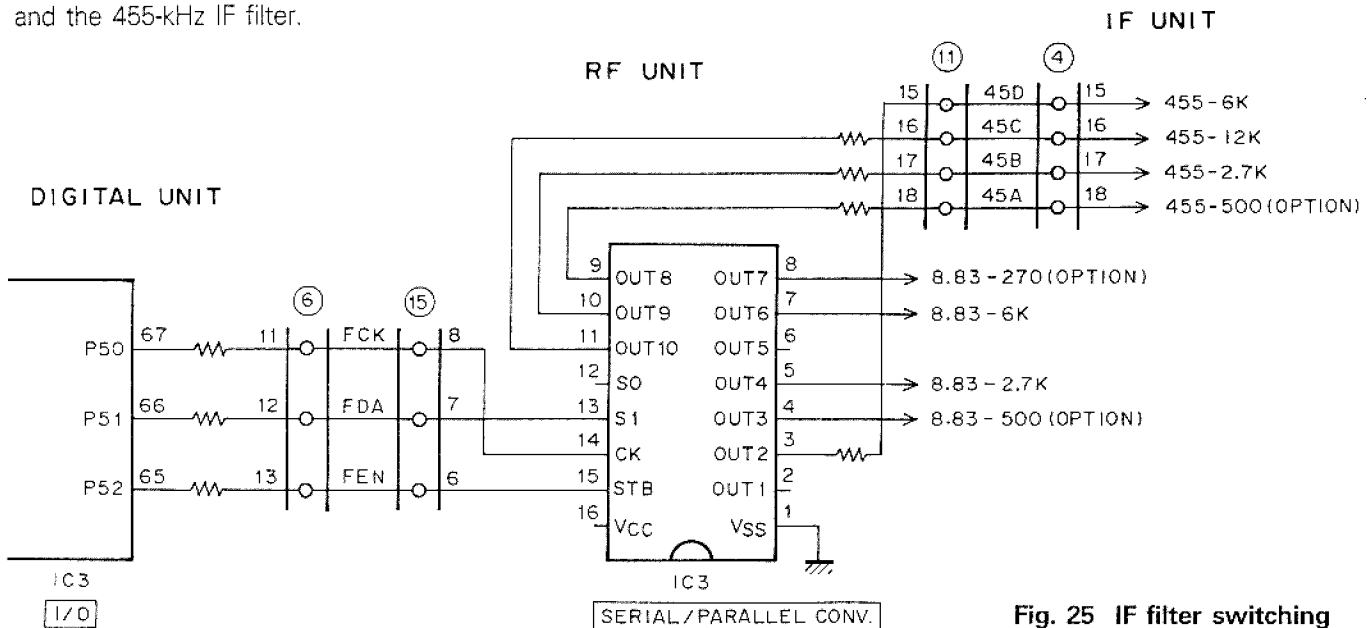 and the 455-kHz IF filter.
IF UNIT
RF UNIT
11
4
15 45D 15 455-6K
16 45C 16 455-12K
17 45B 17 455-2.7K
18 45A 18 455-500(OPTION)
DIGITAL UNIT
9 OUT8 OUT7 8 8.83-270(OPTION)
10 OUT9 OUT6 7 8.83-6K
6
15
P50 67 11 FCK 8
11 OUT10 OUT5 6
12 SO OUT4 5 8.83-2.7K
P51 66 12 FDA 7
13 S1 OUT3 4 8.83-500(OPTION)
14 CK OUT2 3
P52 65 13 FEN 6
15 STB OUT1 2
16 VCC VSS 1
IC3
I/O
IC3
SERIAL/PARALLEL CONV.
Fig. 25 IF filter switching